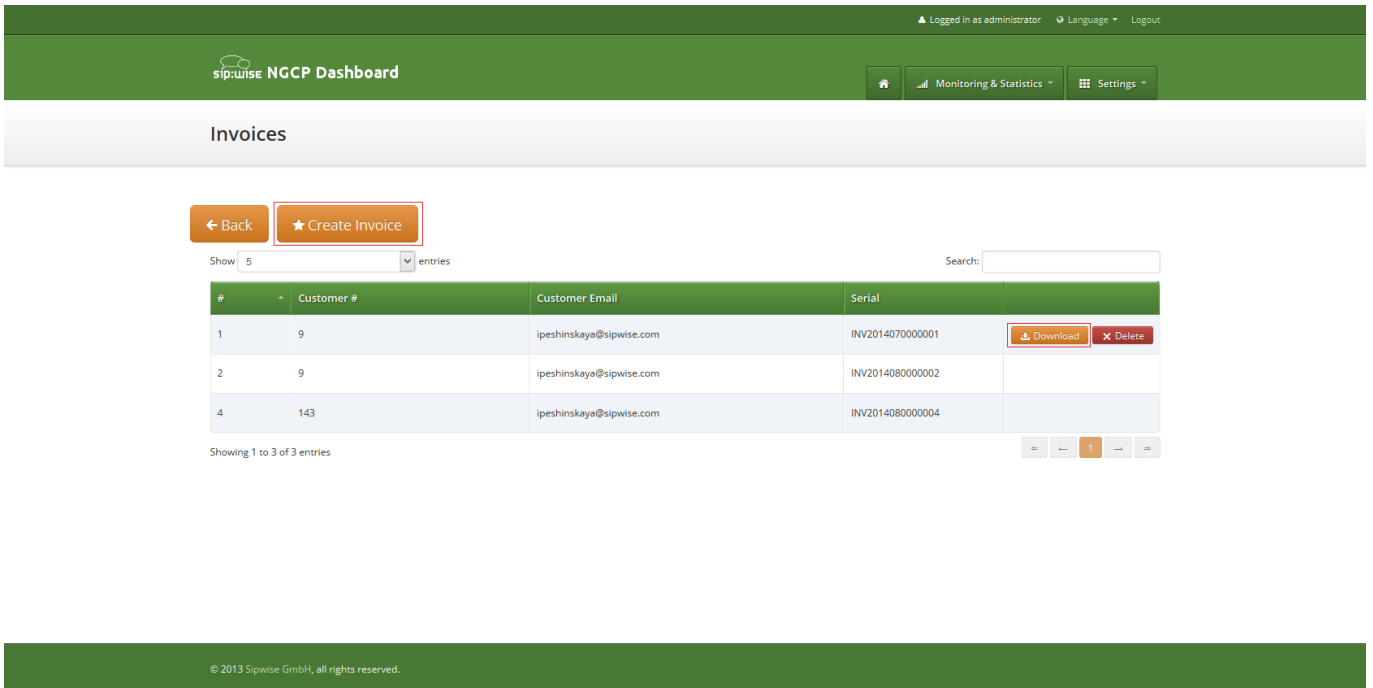 Logged in as administrator Language Logout
sip:wise NGCP Dashboard
Monitoring & Statistics Settings
Invoices
Back Create Invoice
Show 5 entries Search:
# Customer # Customer Email Serial
1 9 ipeshinskaya@sipwise.com INV2014070000001 Download Delete
2 9 ipeshinskaya@sipwise.com INV2014080000002
4 143 ipeshinskaya@sipwise.com INV2014080000004
Showing 1 to 3 of 3 entries ⇐ ← 1 → ⇒
© 2013 Sipwise GmbH, all rights reserved.